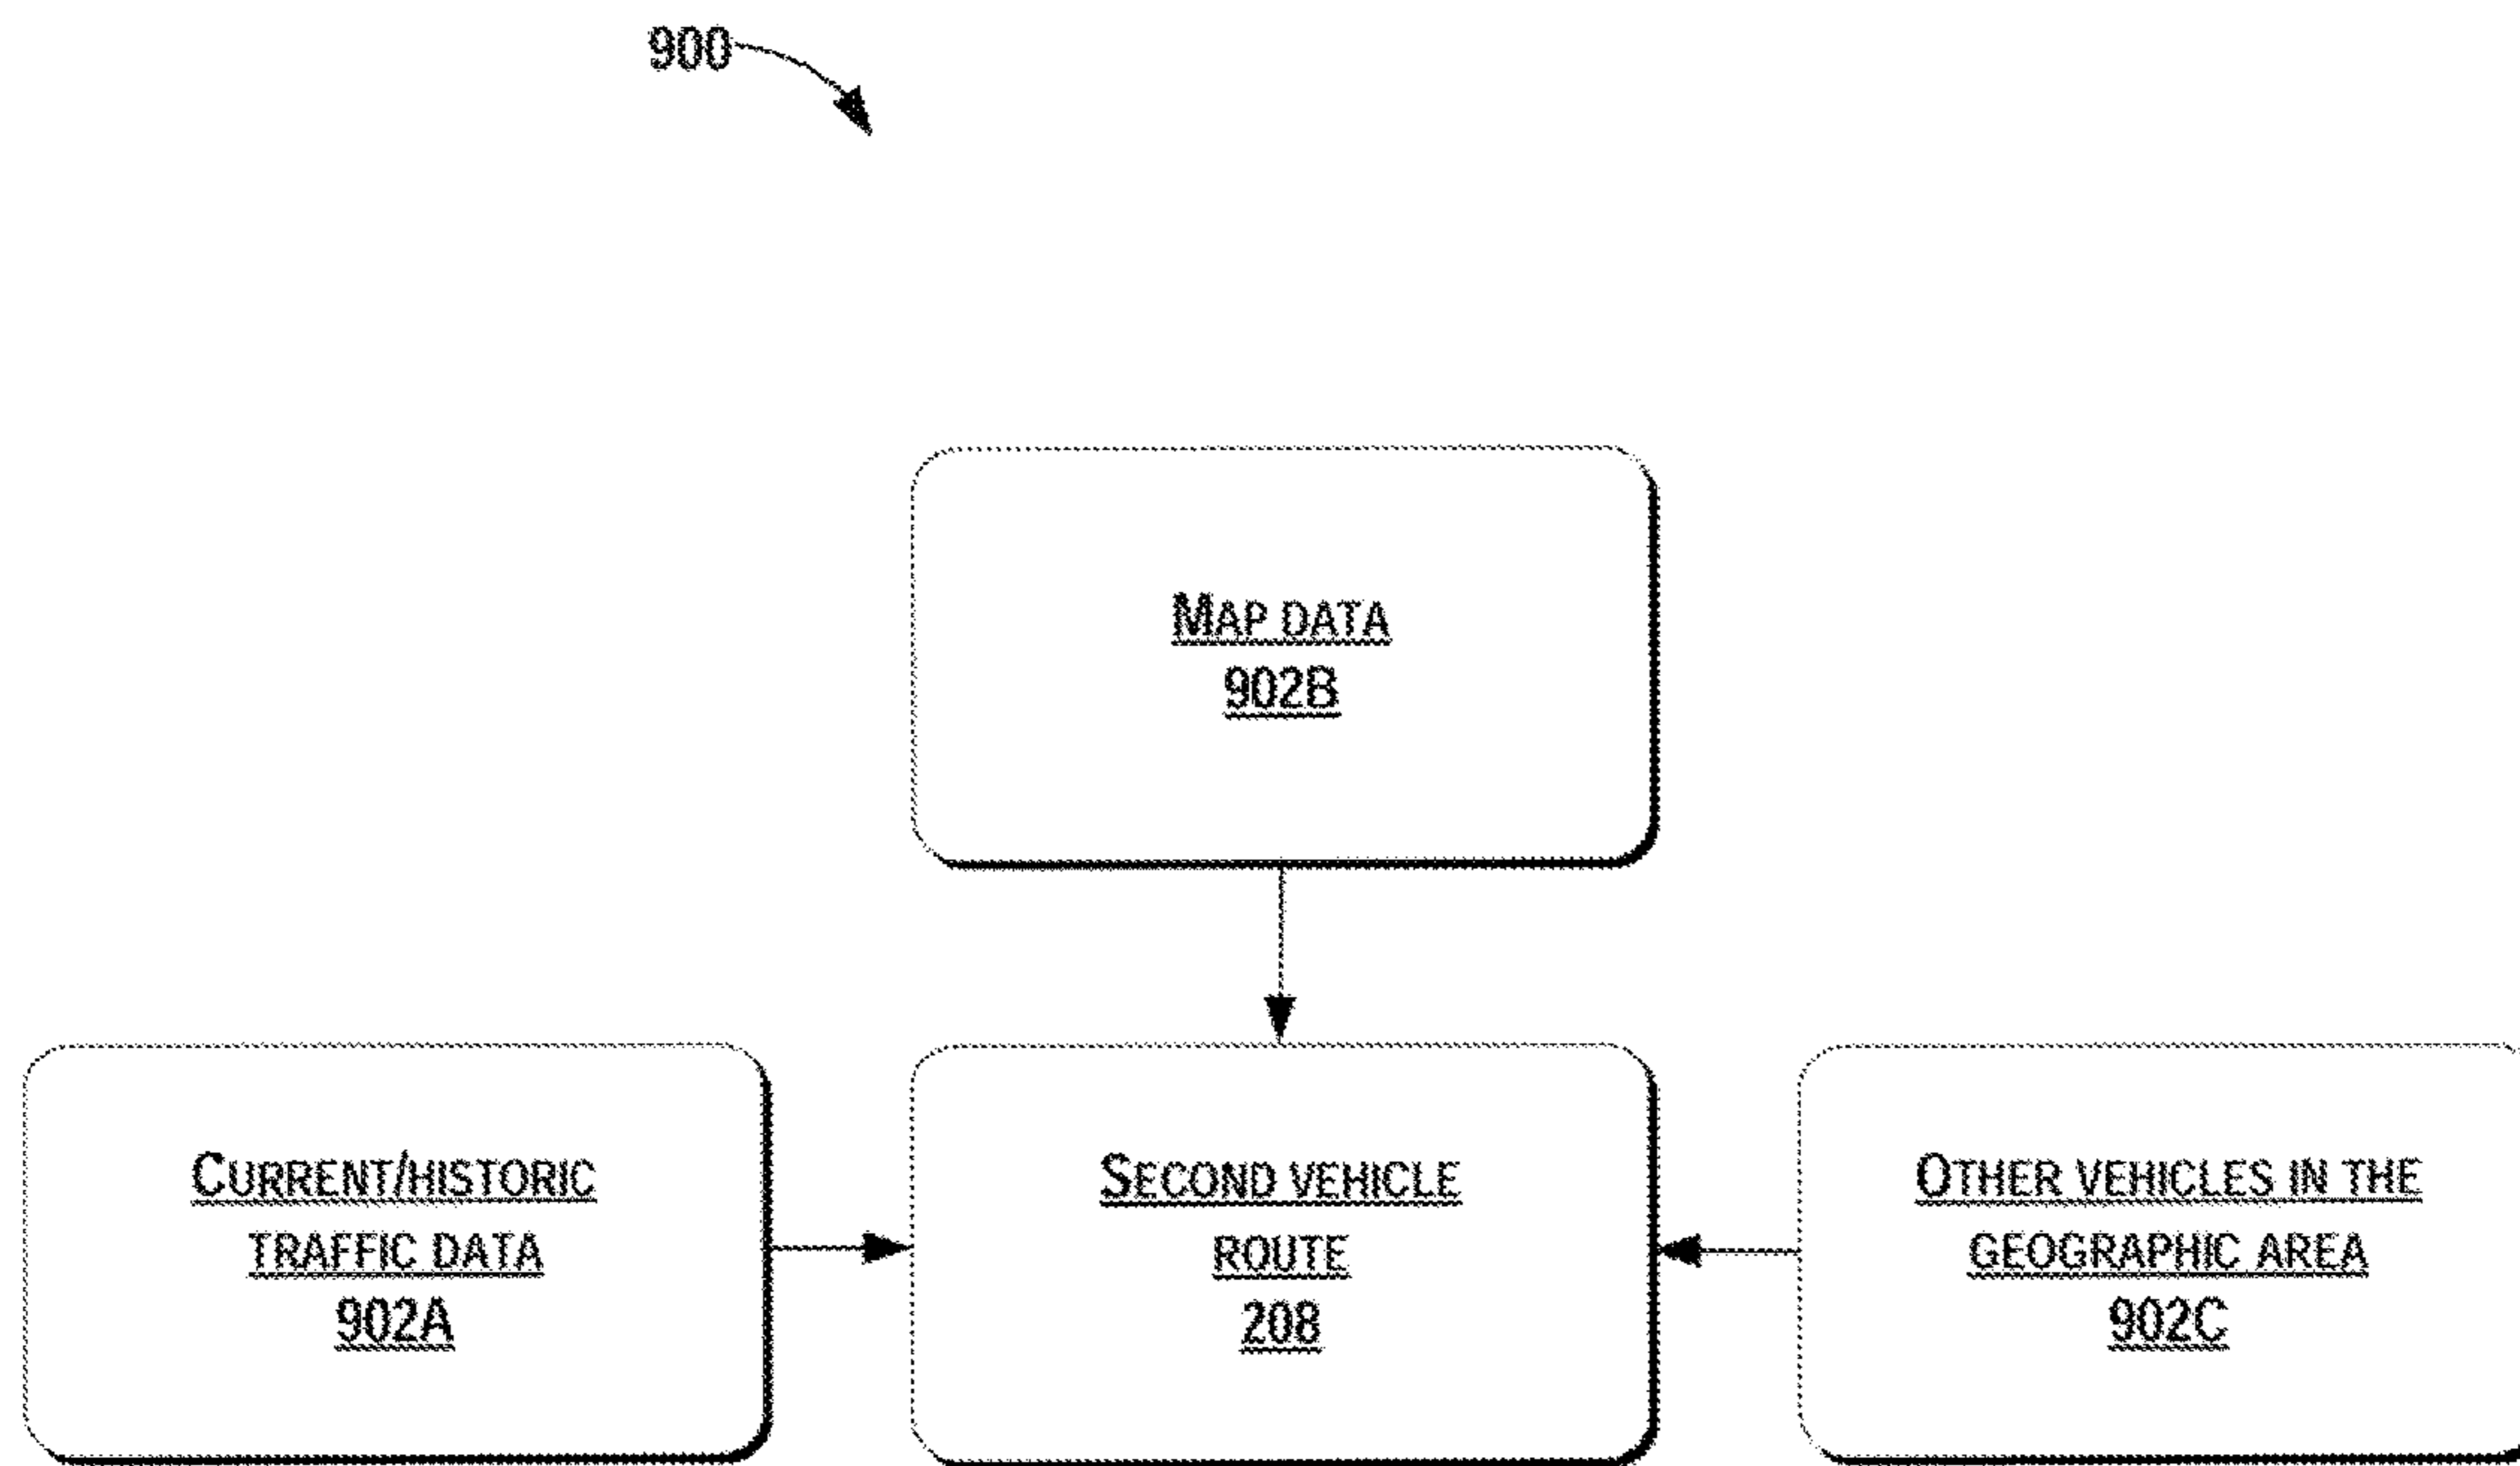 900
MAP DATA
902B
CURRENT/HISTORIC
TRAFFIC DATA
902A
SECOND VEHICLE
ROUTE
208
OTHER VEHICLES IN THE
GEOGRAPHIC AREA
902C